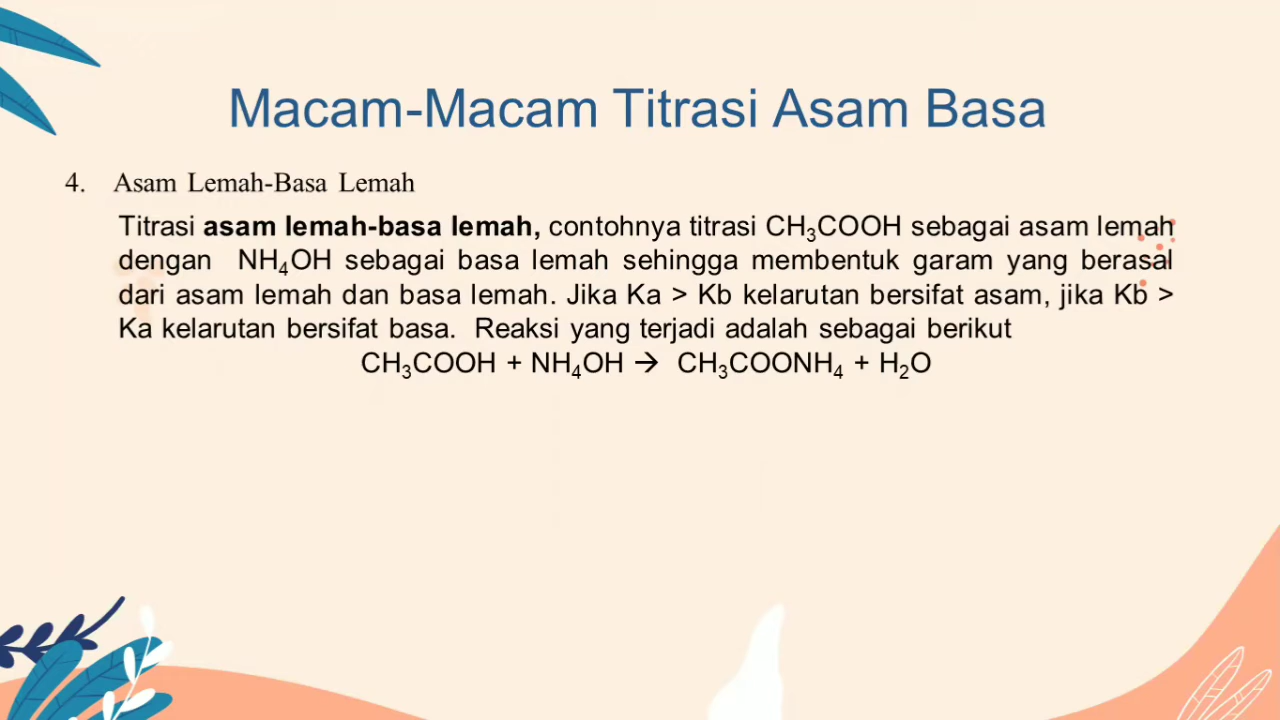 Macam-Macam Titrasi Asam Basa
4. Asam Lemah-Basa Lemah
Titrasi asam lemah-basa lemah, contohnya titrasi CH₃COOH sebagai asam lemah
dengan NH₄OH sebagai basa lemah sehingga membentuk garam yang berasal
dari asam lemah dan basa lemah. Jika Ka > Kb kelarutan bersifat asam, jika Kb >
Ka kelarutan bersifat basa. Reaksi yang terjadi adalah sebagai berikut
CH₃COOH + NH₄OH → CH₃COONH₄ + H₂O